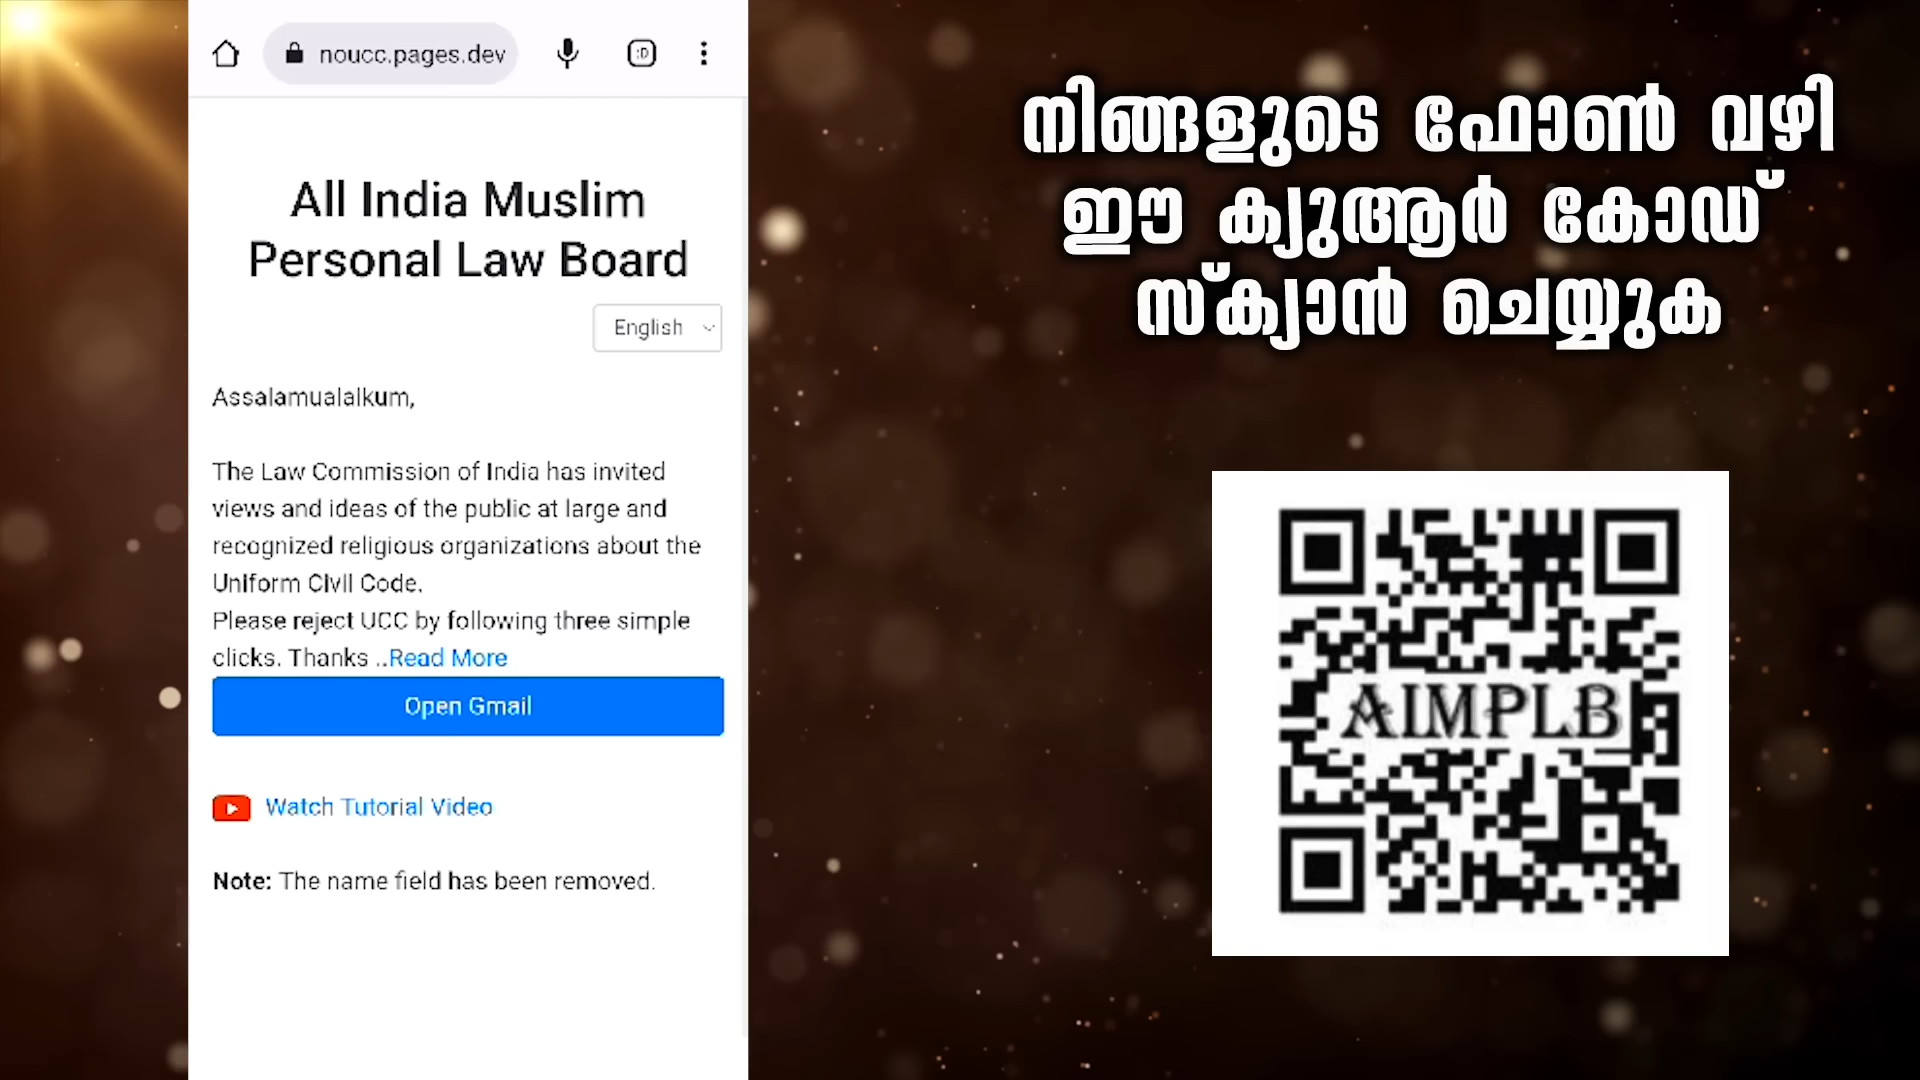 noucc.pages.dev
:D
All India Muslim
Personal Law Board
English
Assalamualaikum,
The Law Commission of India has invited
views and ideas of the public at large and
recognized religious organizations about the
Uniform Civil Code.
Please reject UCC by following three simple
clicks. Thanks ..Read More
Open Gmail
Watch Tutorial Video
Note: The name field has been removed.
നിങ്ങളുടെ ഫോൺ വഴി
ഈ ക്യുആർ കോഡ്
സ്ക്യാൻ ചെയ്യുക
AIMPLB